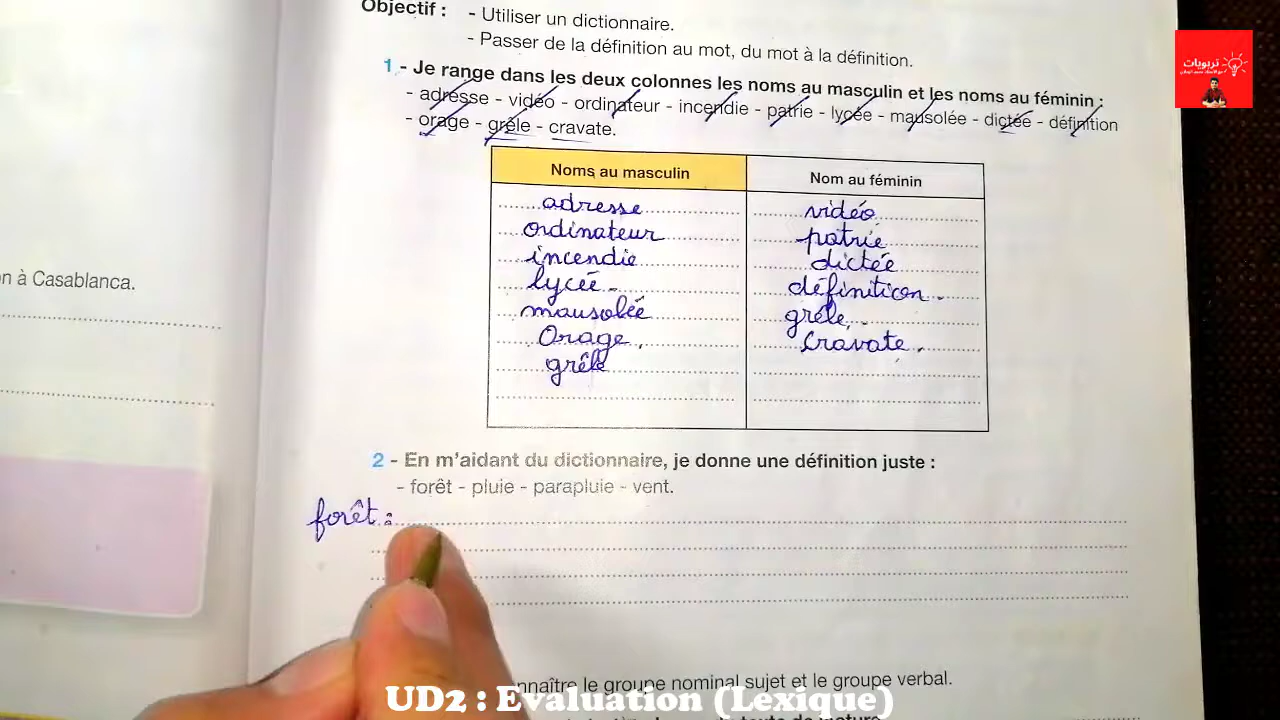 Objectif : - Utiliser un dictionnaire.
- Passer de la définition au mot, du mot à la définition.
تربويات
1 - Je range dans les deux colonnes les noms au masculin et les noms au féminin :
- adresse - vidéo - ordinateur - incendie - patrie - lycée - mausolée - dictée - définition
- orage - grêle - cravate.
Noms au masculin
Nom au féminin
adresse
vidéo
ordinateur
patrie
incendie
dictée
lycée
définiticon
mausolée
grêle
Orage
Cravate
grêle
n à Casablanca.
2 - En m'aidant du dictionnaire, je donne une définition juste :
- forêt - pluie - parapluie - vent.
forêt :
nnaître le groupe nominal sujet et le groupe verbal.
UD2 : Evaluation (Lexique)